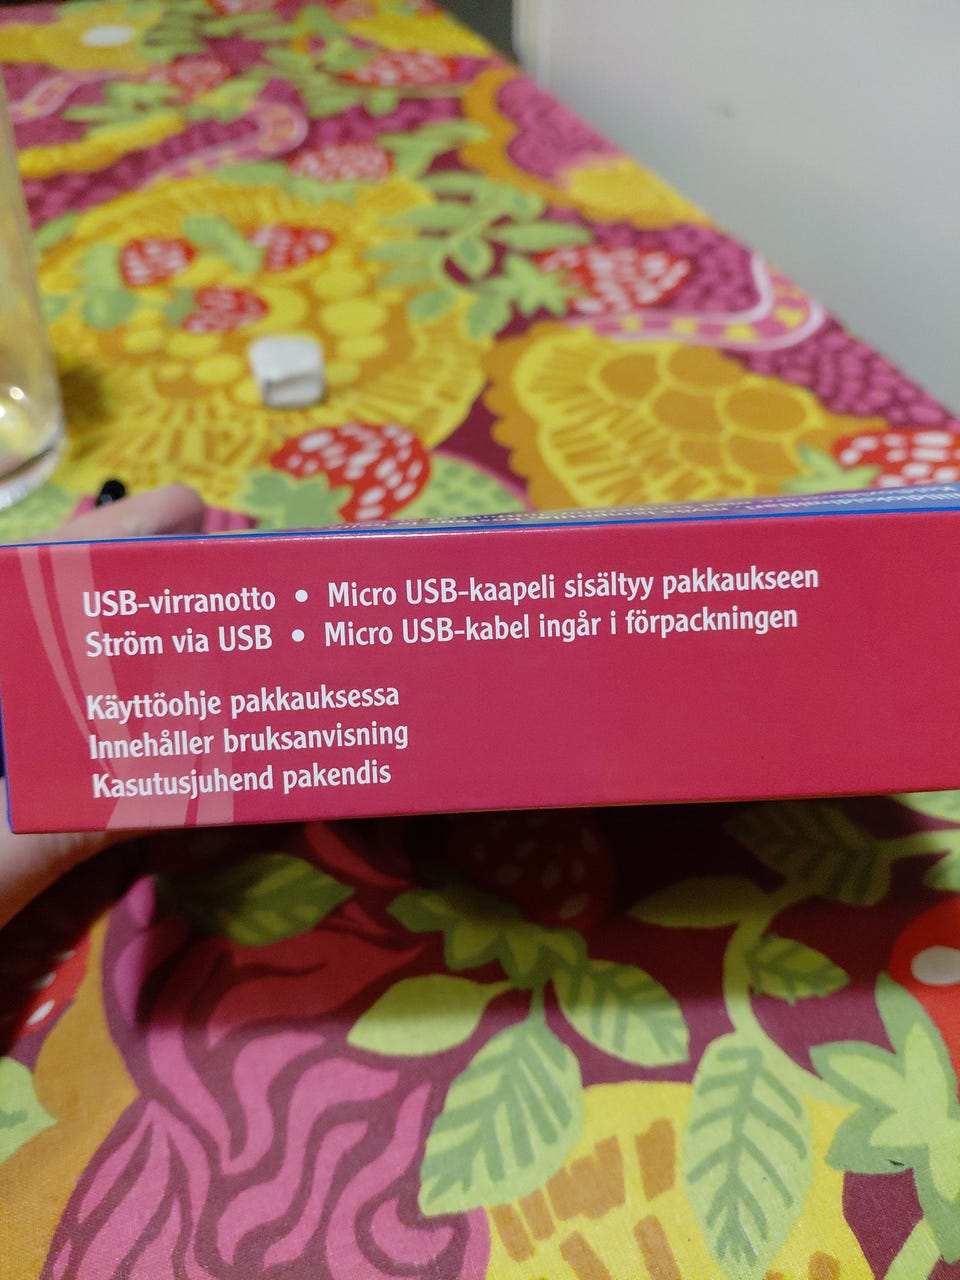 USB-virranotto • Micro USB-kaapeli sisältyy pakkaukseen
Ström via USB • Micro USB-kabel ingår i förpackningen
Käyttöohje pakkauksessa
Innehåller bruksanvisning
Kasutusjuhend pakendis